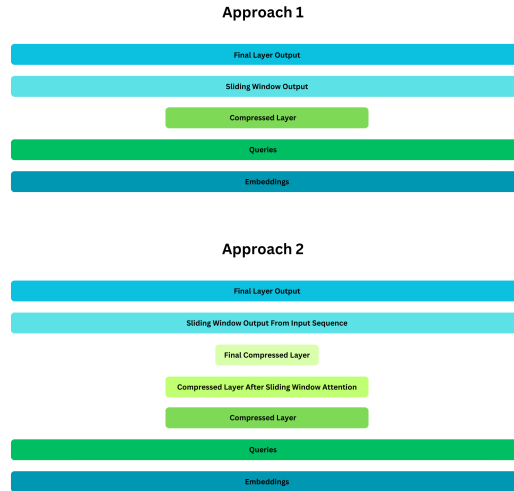 Approach 1
Final Layer Output
Sliding Window Output
Compressed Layer
Queries
Embeddings
Approach 2
Final Layer Output
Sliding Window Output From Input Sequence
Final Compressed Layer
Compressed Layer After Sliding Window Attention
Compressed Layer
Queries
Embeddings